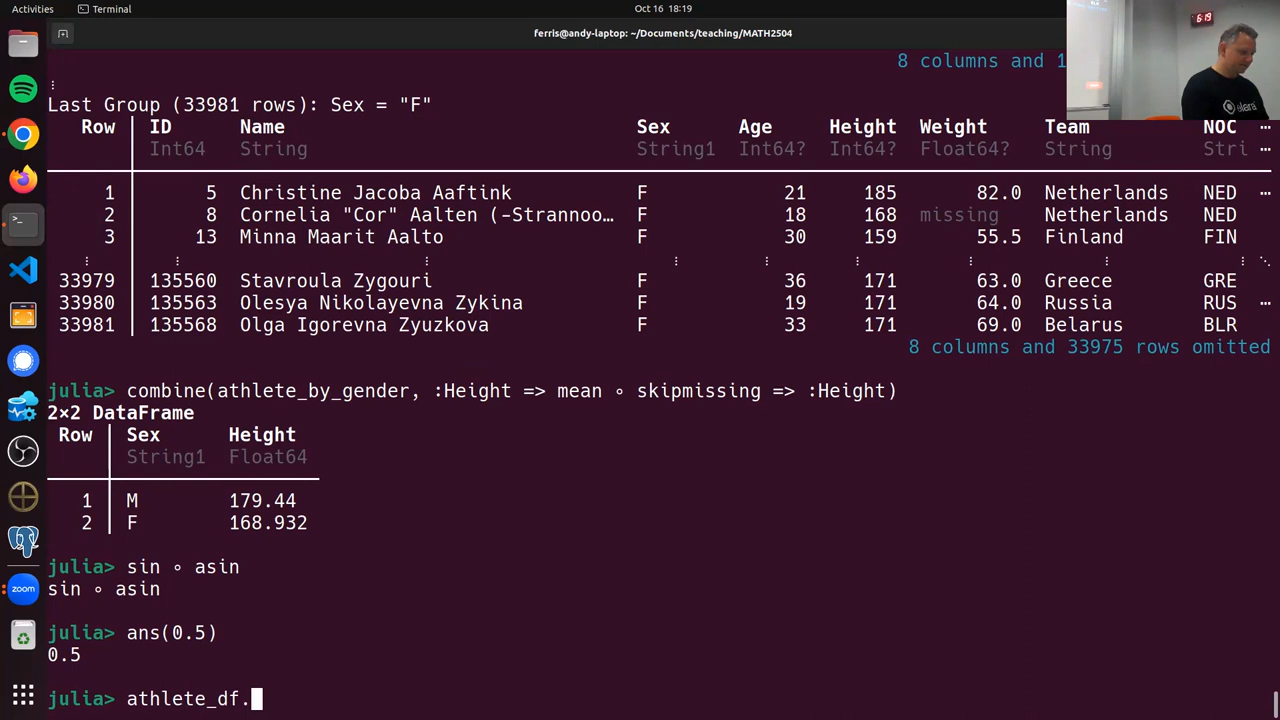 Activities Terminal Oct 16 18:19
ferris@andy-laptop: ~/Documents/teaching/MATH2504
6:19
8 columns and 1
⋮
Last Group (33981 rows): Sex = "F"
Row ID Name Sex Age Height Weight Team NOC ⋯
Int64 String String1 Int64? Int64? Float64? String Stri ⋯
1 5 Christine Jacoba Aaftink F 21 185 82.0 Netherlands NED ⋯
2 8 Cornelia "Cor" Aalten (-Strannoo… F 18 168 missing Netherlands NED
3 13 Minna Maarit Aalto F 30 159 55.5 Finland FIN
⋮ ⋮ ⋮ ⋮ ⋮ ⋮ ⋮ ⋮ ⋮ ⋱
33979 135560 Stavroula Zygouri F 36 171 63.0 Greece GRE
33980 135563 Olesya Nikolayevna Zykina F 19 171 64.0 Russia RUS ⋯
33981 135568 Olga Igorevna Zyuzkova F 33 171 69.0 Belarus BLR
8 columns and 33975 rows omitted
julia> combine(athlete_by_gender, :Height => mean ∘ skipmissing => :Height)
2×2 DataFrame
Row Sex Height
String1 Float64
1 M 179.44
2 F 168.932
julia> sin ∘ asin
sin ∘ asin
julia> ans(0.5)
0.5
julia> athlete_df.
zoom